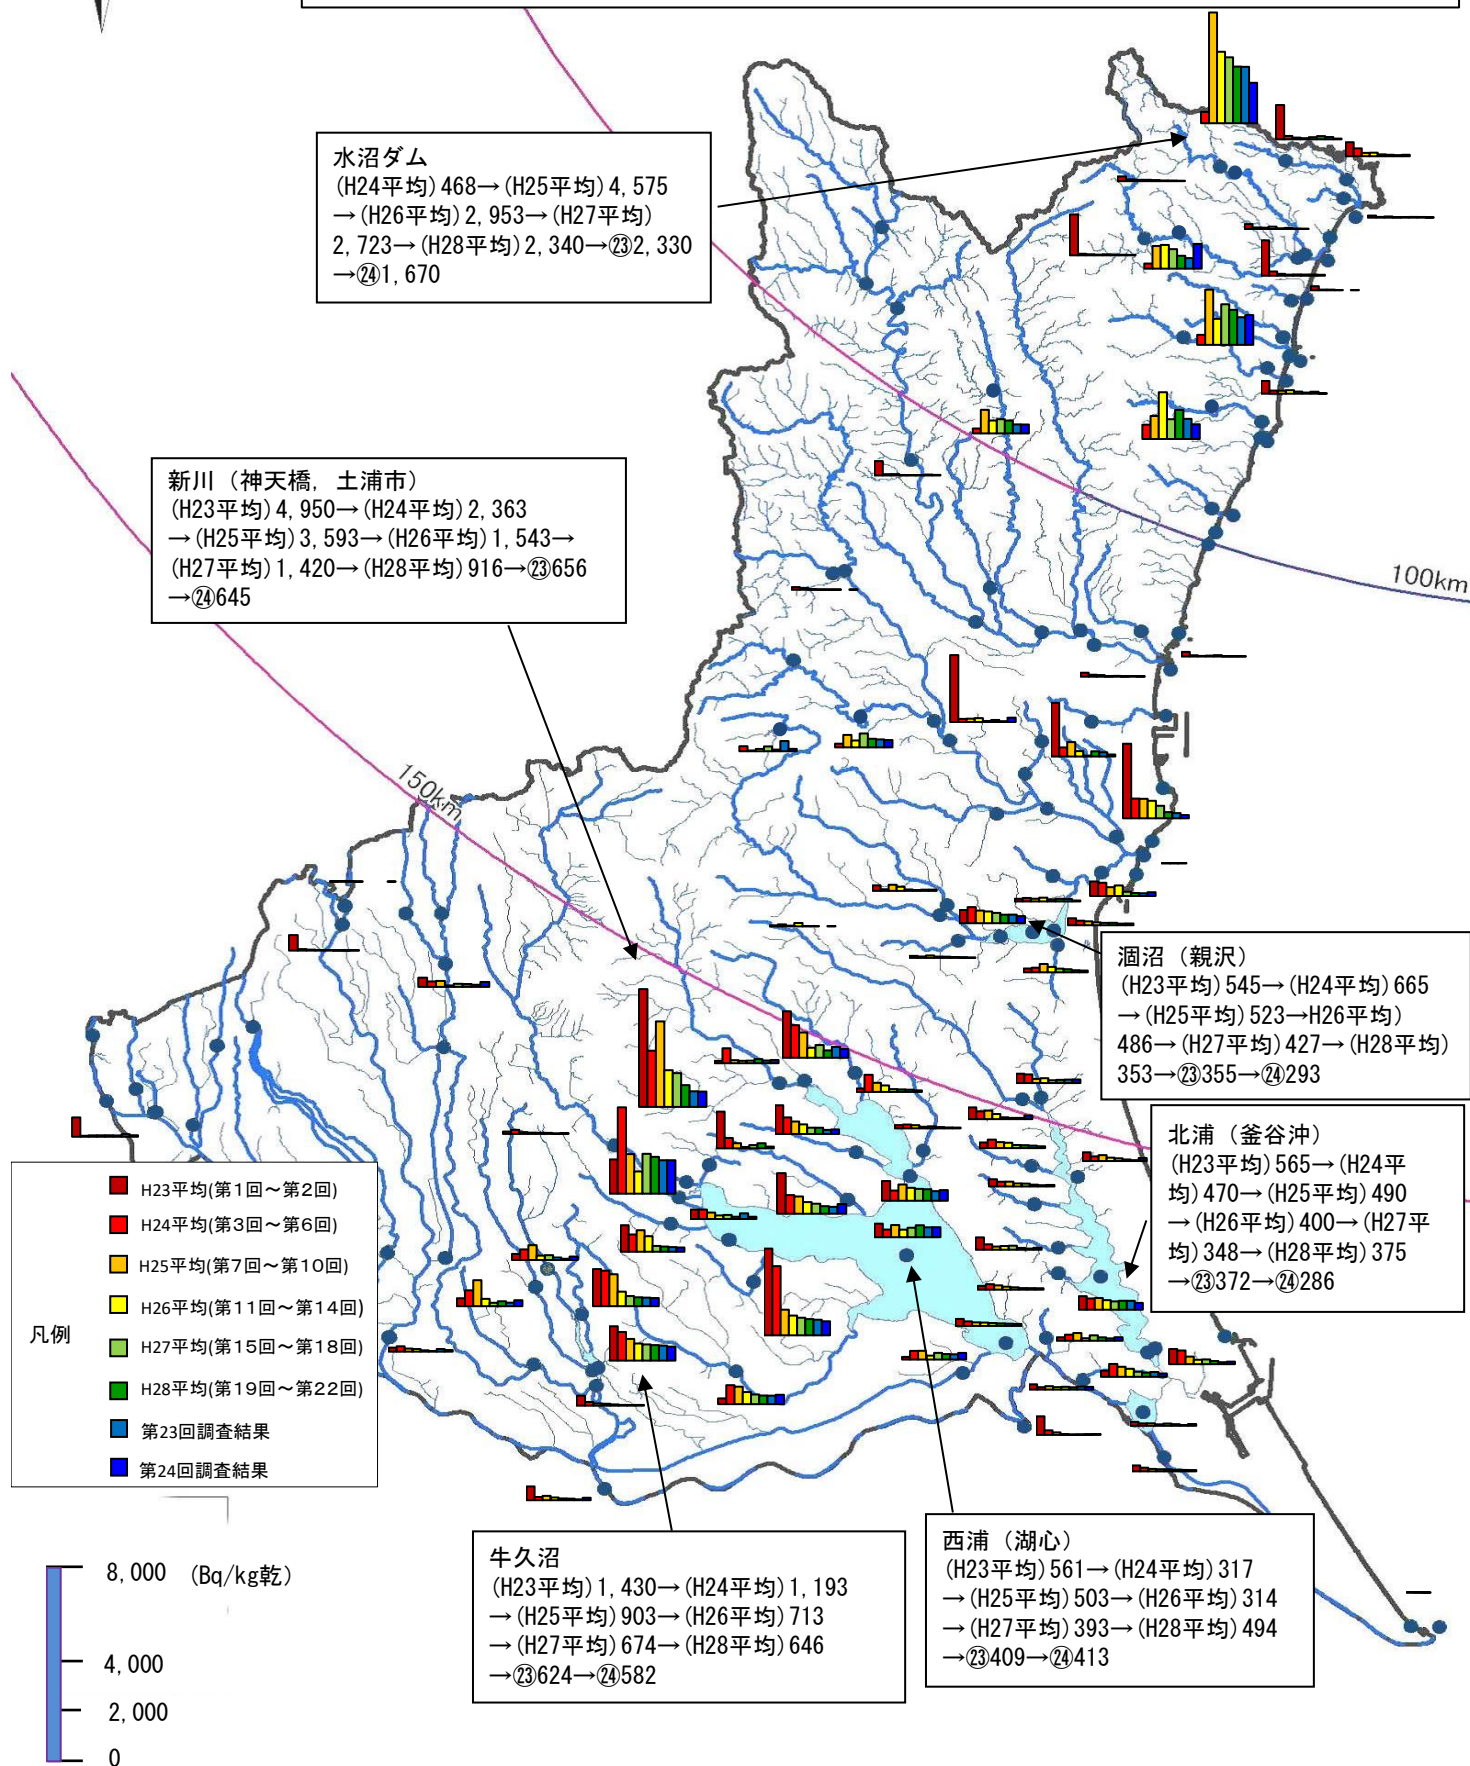 水沼ダム
(H24平均)468→(H25平均)4,575
→(H26平均)2,953→(H27平均)
2,723→(H28平均)2,340→㉓2,330
→㉔1,670
新川（神天橋，土浦市）
(H23平均)4,950→(H24平均)2,363
→(H25平均)3,593→(H26平均)1,543→
(H27平均)1,420→(H28平均)916→㉓656
→㉔645
100km
150km
涸沼（親沢）
(H23平均)545→(H24平均)665
→(H25平均)523→H26平均)
486→(H27平均)427→(H28平均)
353→㉓355→㉔293
北浦（釜谷沖）
(H23平均)565→(H24平
均)470→(H25平均)490
→(H26平均)400→(H27平
均)348→(H28平均)375
→㉓372→㉔286
凡例
H23平均(第1回～第2回)
H24平均(第3回～第6回)
H25平均(第7回～第10回)
H26平均(第11回～第14回)
H27平均(第15回～第18回)
H28平均(第19回～第22回)
第23回調査結果
第24回調査結果
牛久沼
(H23平均)1,430→(H24平均)1,193
→(H25平均)903→(H26平均)713
→(H27平均)674→(H28平均)646
→㉓624→㉔582
西浦（湖心）
(H23平均)561→(H24平均)317
→(H25平均)503→(H26平均)314
→(H27平均)393→(H28平均)494
→㉓409→㉔413
8,000 (Bq/kg乾)
4,000
2,000
0